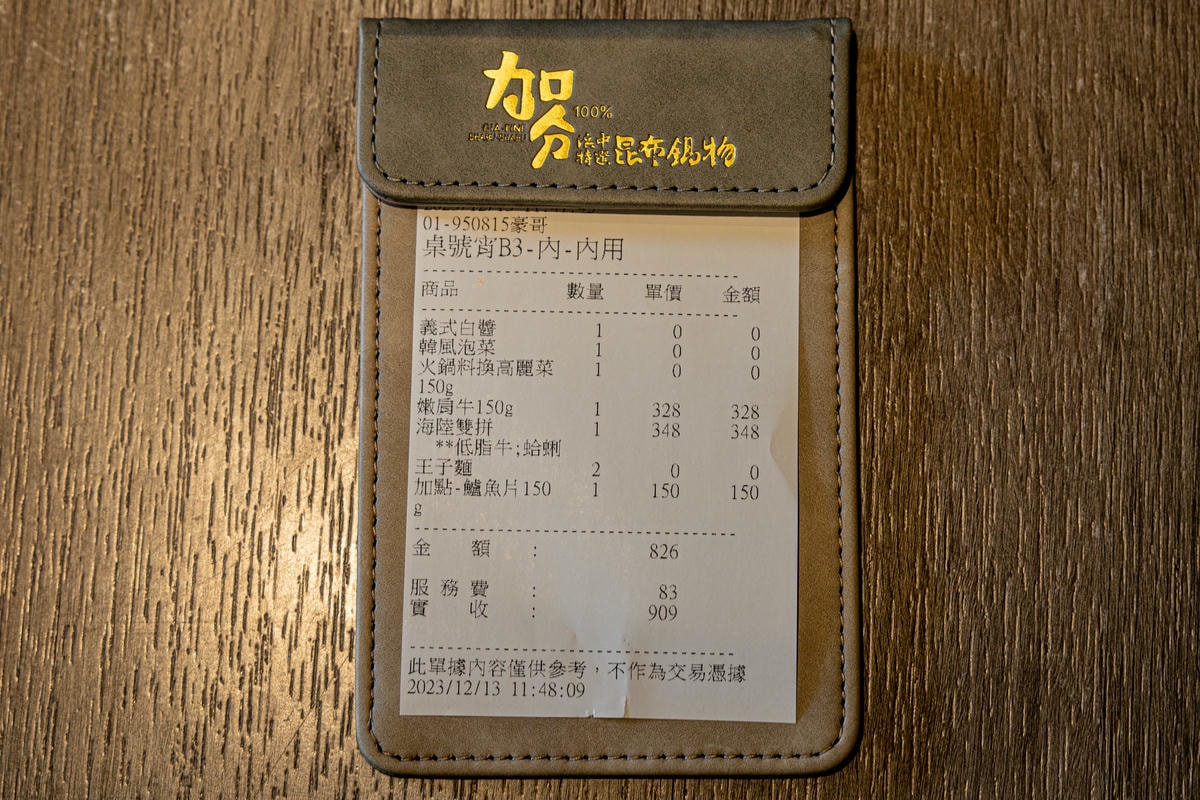 加分
100%
浜中
特選
昆布鍋物
01-950815豪哥
桌號宵B3-內-內用
商品 數量 單價 金額
義式白醬 1 0 0
韓風泡菜 1 0 0
火鍋料換高麗菜 1 0 0
150g
嫩肩牛150g 1 328 328
海陸雙拼 1 348 348
**低脂牛;蛤蜊
王子麵 2 0 0
加點-鱸魚片150 1 150 150
g
金 額 : 826
服 務 費 : 83
實 收 : 909
此單據內容僅供參考，不作為交易憑據
2023/12/13 11:48:09